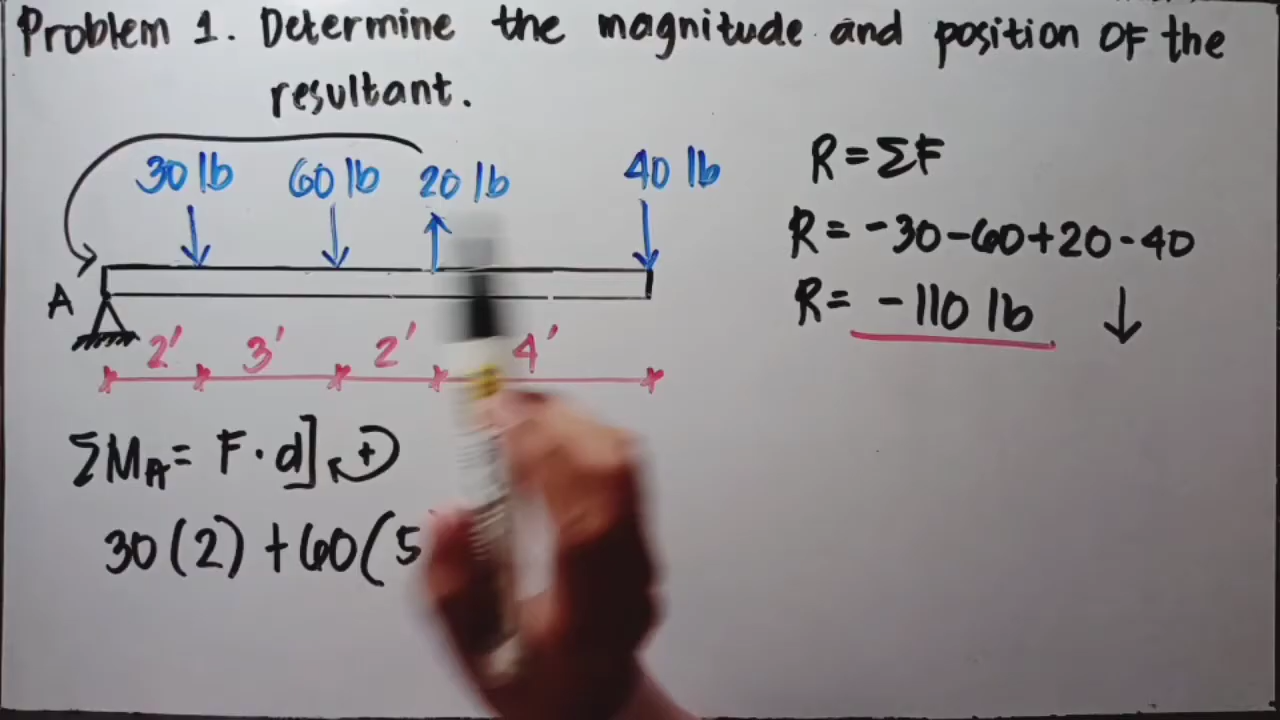 Problem 1. Determine the magnitude and position OF the
resultant.
30 lb 60 lb 20 lb 40 lb
A
2' 3' 2' 4'
ΣM_A = F·d] +
30(2) + 60(5
R = ΣF
R = -30-60+20-40
R = -110 lb ↓